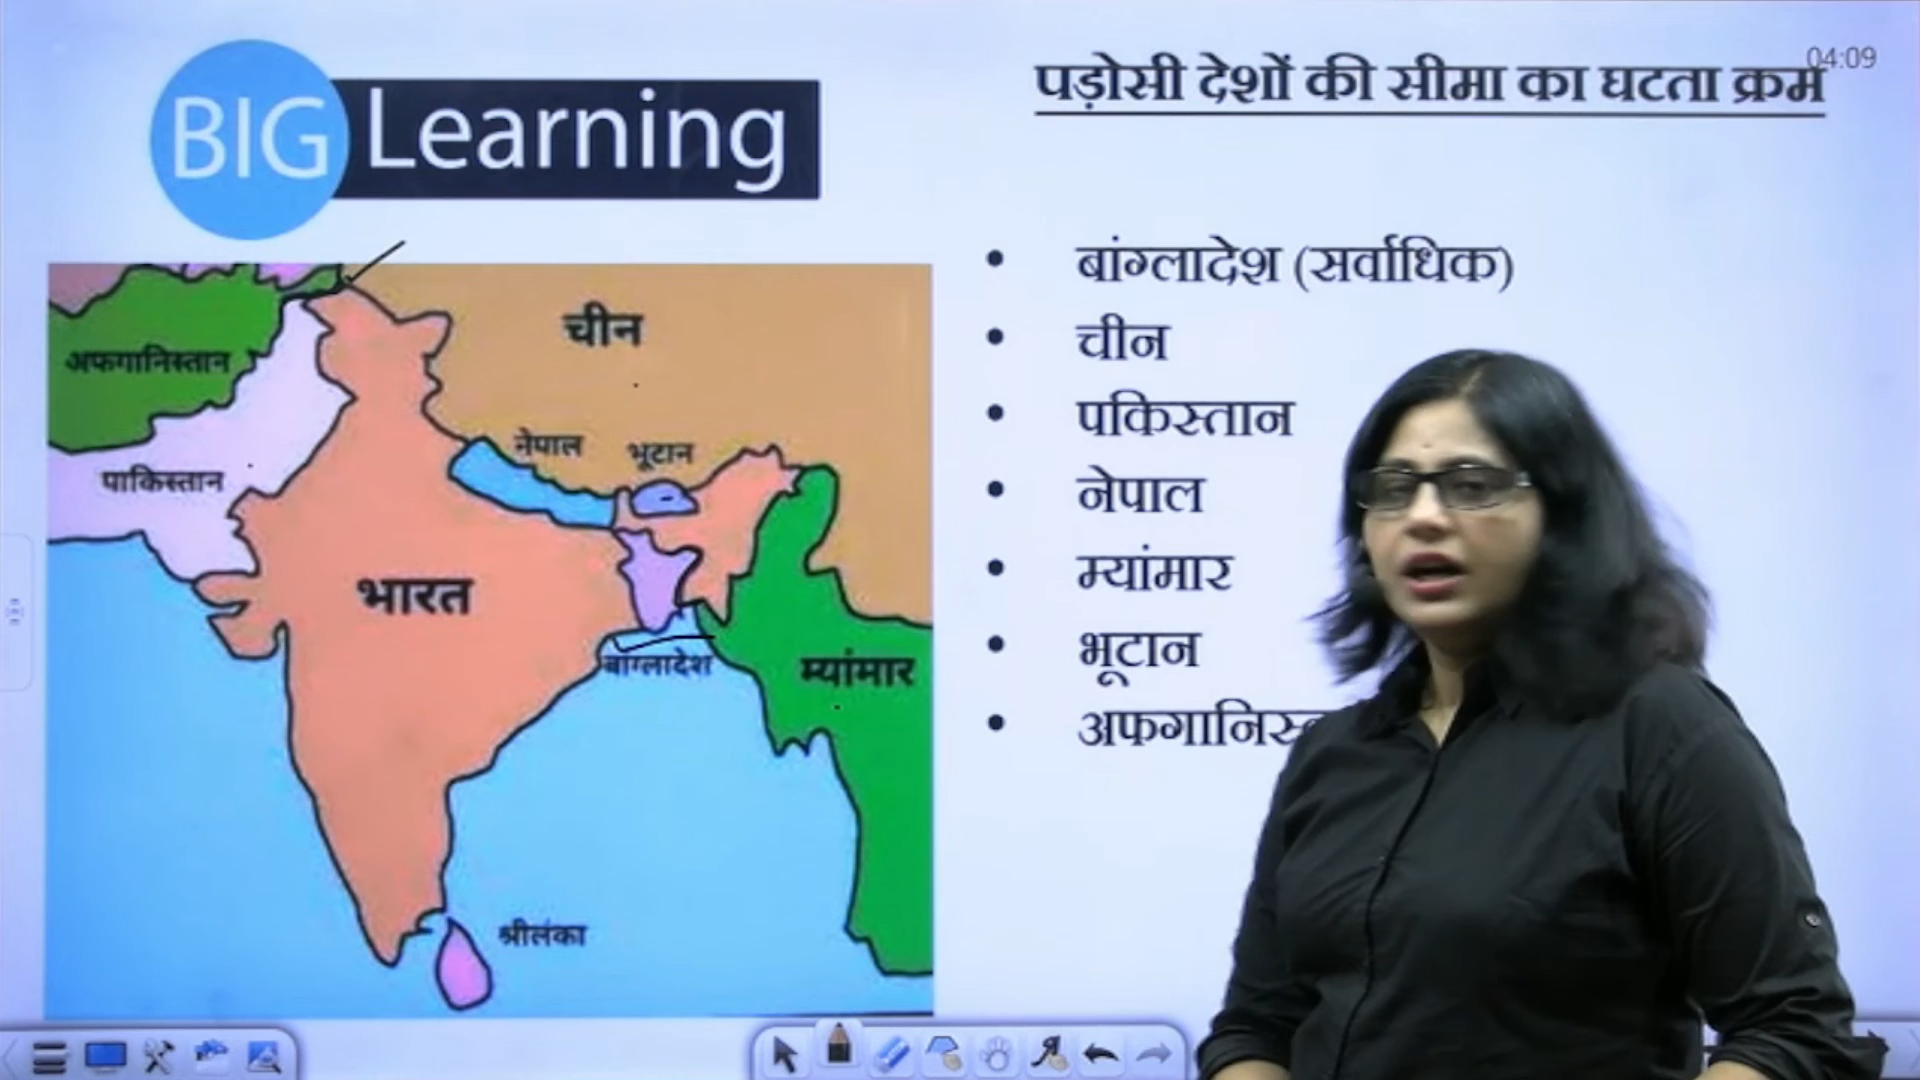 BIG Learning
पड़ोसी देशों की सीमा का घटता क्रम
04:09
• बांग्लादेश (सर्वाधिक)
• चीन
• पकिस्तान
• नेपाल
• म्यांमार
• भूटान
•
चीन
अफगानिस्तान
नेपाल
भूटान
पाकिस्तान
भारत
बांग्लादेश
म्यांमार
श्रीलंका